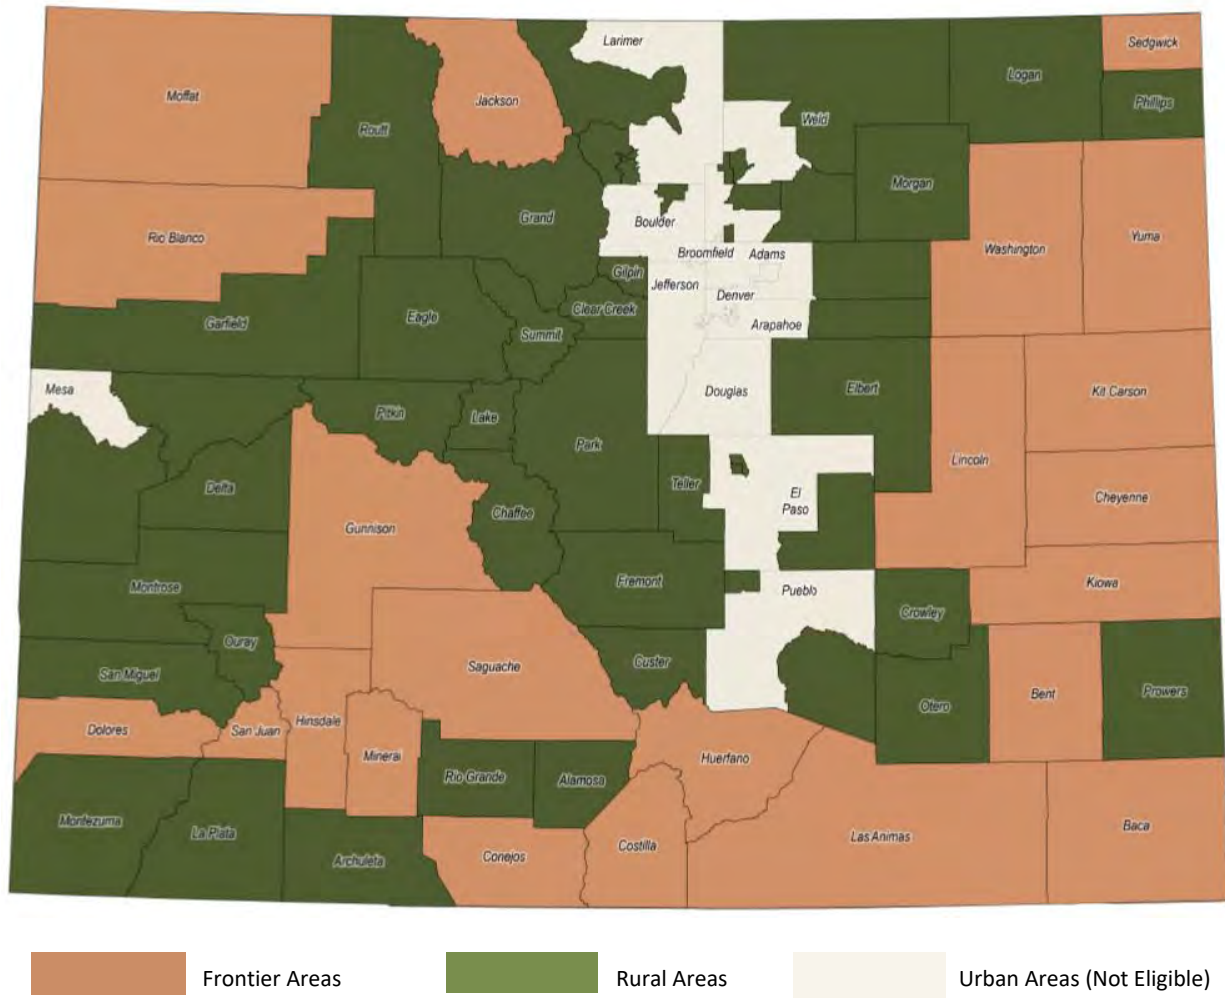 Larimer
Sedgwick
Logan
Moffat
Jackson
Phillips
Weld
Routt
Morgan
Grand
Boulder
Rio Blanco
Washington
Yuma
Broomfield
Adams
Gilpin
Jefferson
Denver
Clear Creek
Eagle
Garfield
Arapahoe
Summit
Mesa
Douglas
Elbert
Kit Carson
Pitkin
Lake
Park
Lincoln
Teller
Delta
El
Paso
Cheyenne
Chaffee
Gunnison
Fremont
Kiowa
Montrose
Pueblo
Crowley
Ouray
Custer
Saguache
San Miguel
Bent
Prowers
Otero
Hinsdale
Dolores
San Juan
Mineral
Huerfano
Rio Grande
Alamosa
Montezuma
La Plata
Baca
Las Animas
Costilla
Conejos
Archuleta
Frontier Areas
Rural Areas
Urban Areas (Not Eligible)